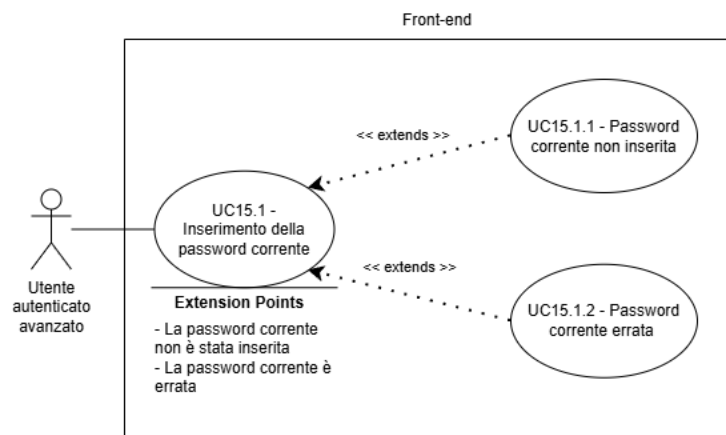 Front-end
<< extends >>
UC15.1.1 - Password
corrente non inserita
UC15.1 -
Inserimento della
password corrente
Utente
autenticato
avanzato
<< extends >>
Extension Points
- La password corrente
non è stata inserita
- La password corrente è
errata
UC15.1.2 - Password
corrente errata